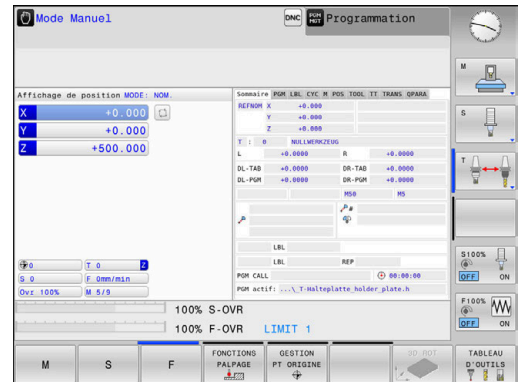 Mode Manuel
DNC
PGM MDT
Programmation
Affichage de position MODE: NOM.
X +0.000
Y +0.000
Z +500.000
0
T 0
Z
S 0
F 0mm/min
Ovr 100%
M 5/9
Sommaire PGM LBL CYC M POS TOOL TT TRANS QPARA
REFNOM X +0.000
Y +0.000
Z +0.000
T : 0 NULLWERKZEUG
L +0.0000 R +0.0000
DL-TAB +0.0000 DR-TAB +0.0000
DL-PGM +0.0000 DR-PGM +0.0000
M50 M5
LBL
LBL REP
PGM CALL 00:00:00
PGM actif: ...\_T-Halteplatte_holder_plate.h
100% S-OVR
100% F-OVR LIMIT 1
M
S
T
S100%
OFF ON
F100%
OFF ON
M
S
F
FONCTIONS
PALPAGE
GESTION
PT ORIGINE
3D ROT
TABLEAU
D'OUTILS